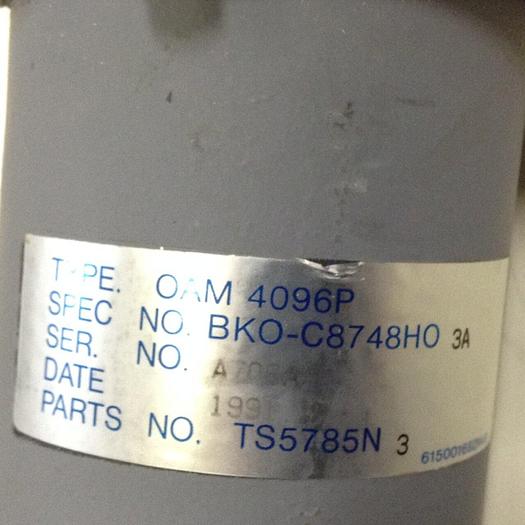 TYPE. OAM 4096P
SPEC NO. BKO-C8748H0 3A
SER. NO.
DATE
PARTS NO. TS5785N 3